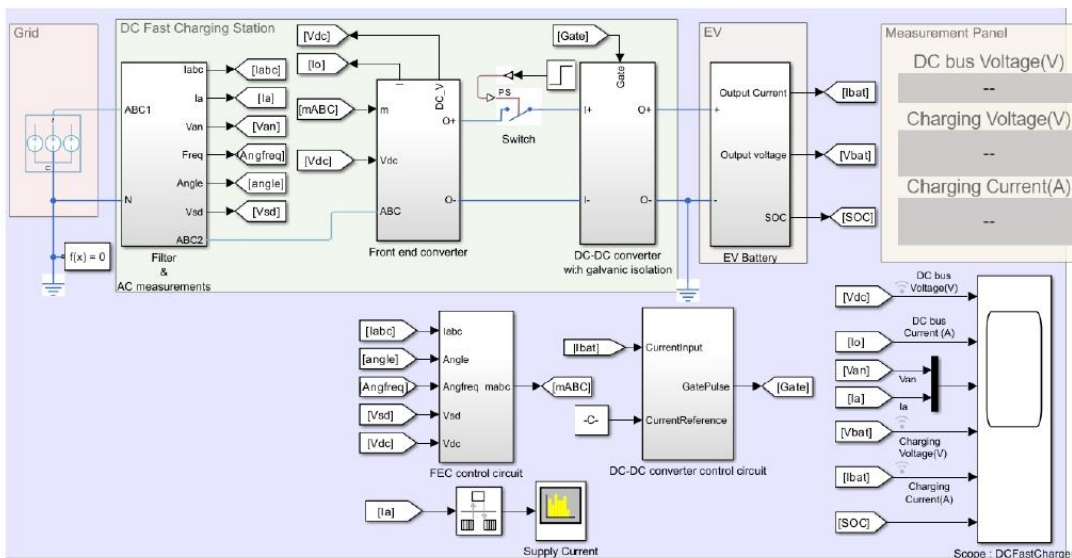 Grid
DC Fast Charging Station
EV
Measurement Panel
ABC1
N
Iabc
Ia
Van
Freq
Angle
Vsd
ABC2
[Iabc]
[Ia]
[Van]
[Angfreq]
[angle]
[Vsd]
Filter
&
AC measurements
f(x) = 0
[Vdc]
[Io]
[mABC]
[Vdc]
I
DC_V
m
Vdc
ABC
O+
O-
Front end converter
PS
Switch
[Gate]
Gate
I+
I-
O+
O-
DC-DC converter
with galvanic isolation
+
-
Output Current
Output voltage
SOC
EV Battery
[Ibat]
[Vbat]
[SOC]
DC bus Voltage(V)
--
Charging Voltage(V)
--
Charging Current(A)
--
[Iabc]
[angle]
[Angfreq]
[Vsd]
[Vdc]
Iabc
Angle
Angfreq
mabc
Vsd
Vdc
[mABC]
FEC control circuit
[Ibat]
-C-
CurrentInput
GatePulse
CurrentReference
[Gate]
DC-DC converter control circuit
[Ia]
Supply Current
[Vdc]
DC bus
Voltage(V)
[Io]
DC bus
Current (A)
[Van]
Van
[Ia]
Ia
[Vbat]
Charging
Voltage(V)
[Ibat]
Charging
Current(A)
[SOC]
Scope : DCFastCharger